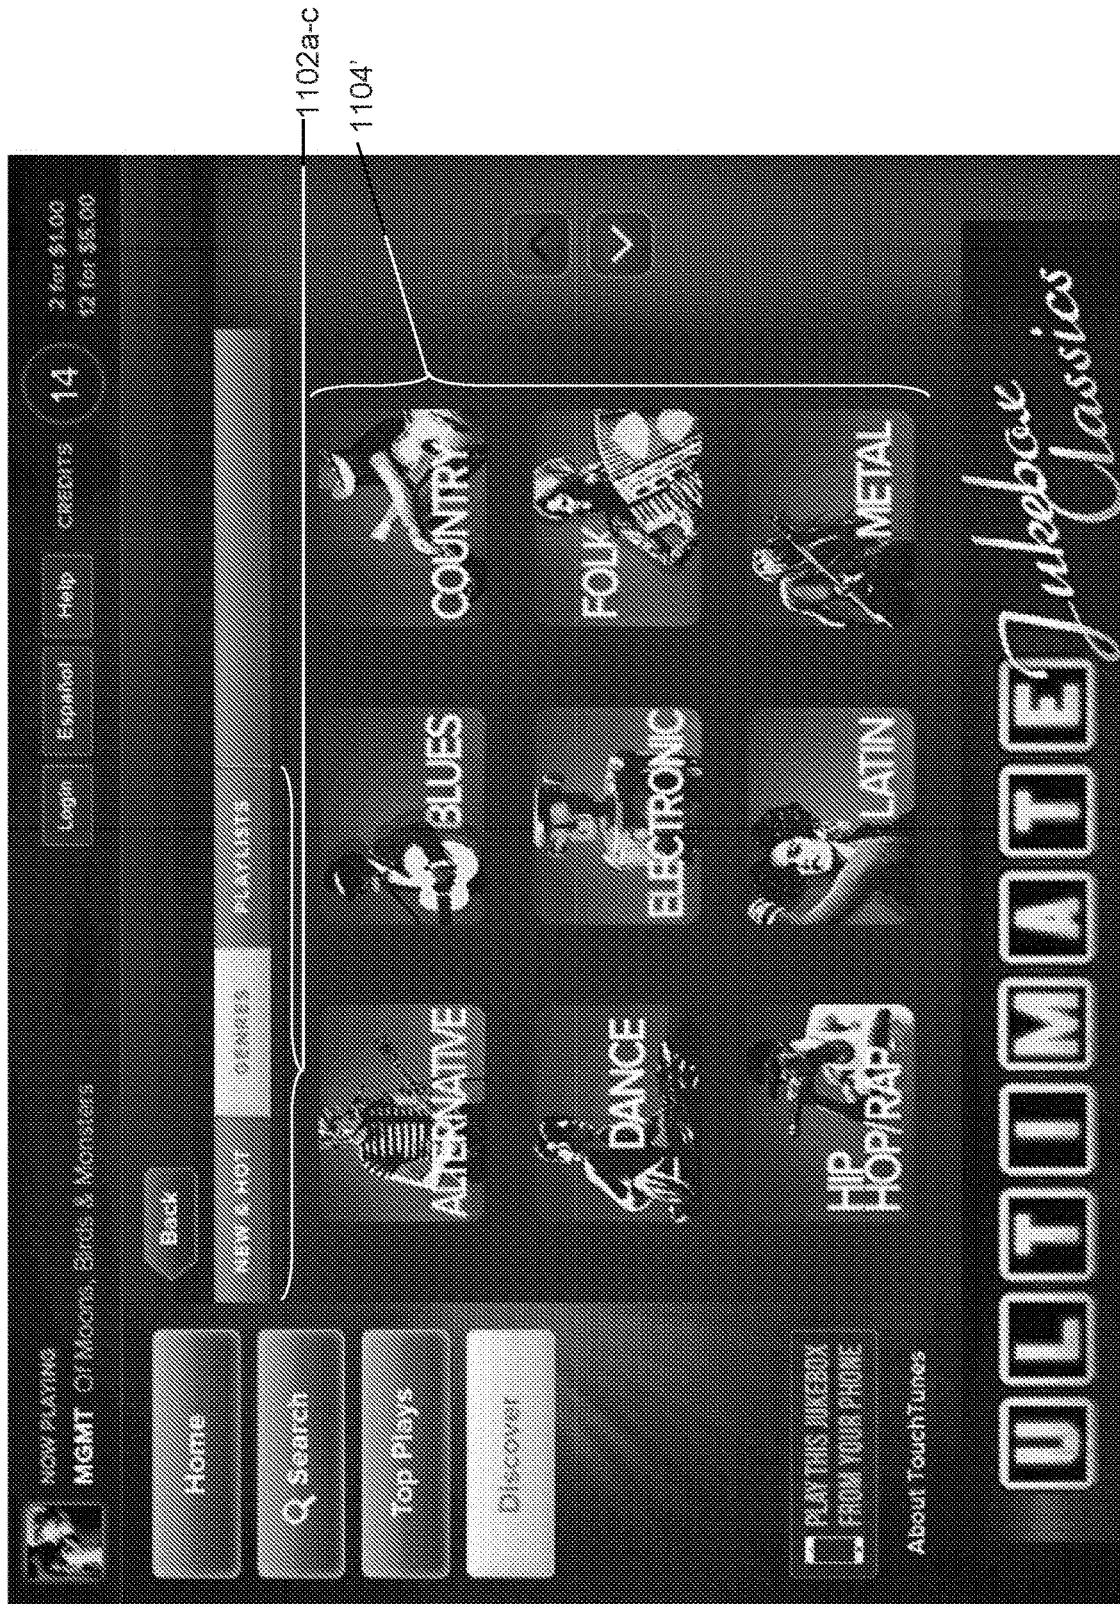 NOW PLAYING
MGMT Of Moons, Birds & Monsters
Login
Español
Help
CREDITS
14
2 for $1.00
12 for $5.00
Back
Home
Search
Top Plays
Discover
NEW & HOT
GENRES
PLAYLISTS
1102a-c
1104'
ALTERNATIVE
BLUES
COUNTRY
DANCE
ELECTRONIC
FOLK
HIP
HOP/RAP
LATIN
METAL
PLAY THIS JUKEBOX
FROM YOUR PHONE
About TouchTunes
ULTIMATE Jukebox
Classics